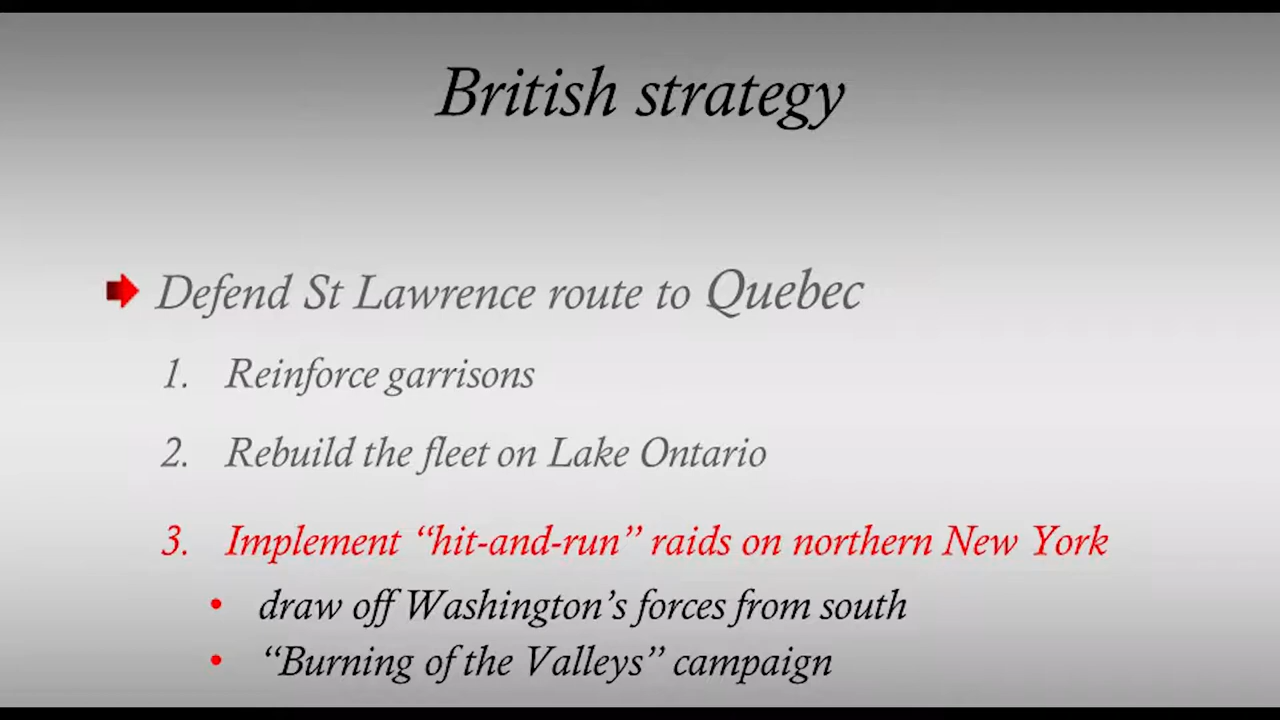 British strategy
Defend St Lawrence route to Quebec
1. Reinforce garrisons
2. Rebuild the fleet on Lake Ontario
3. Implement “hit-and-run” raids on northern New York
• draw off Washington’s forces from south
• “Burning of the Valleys” campaign